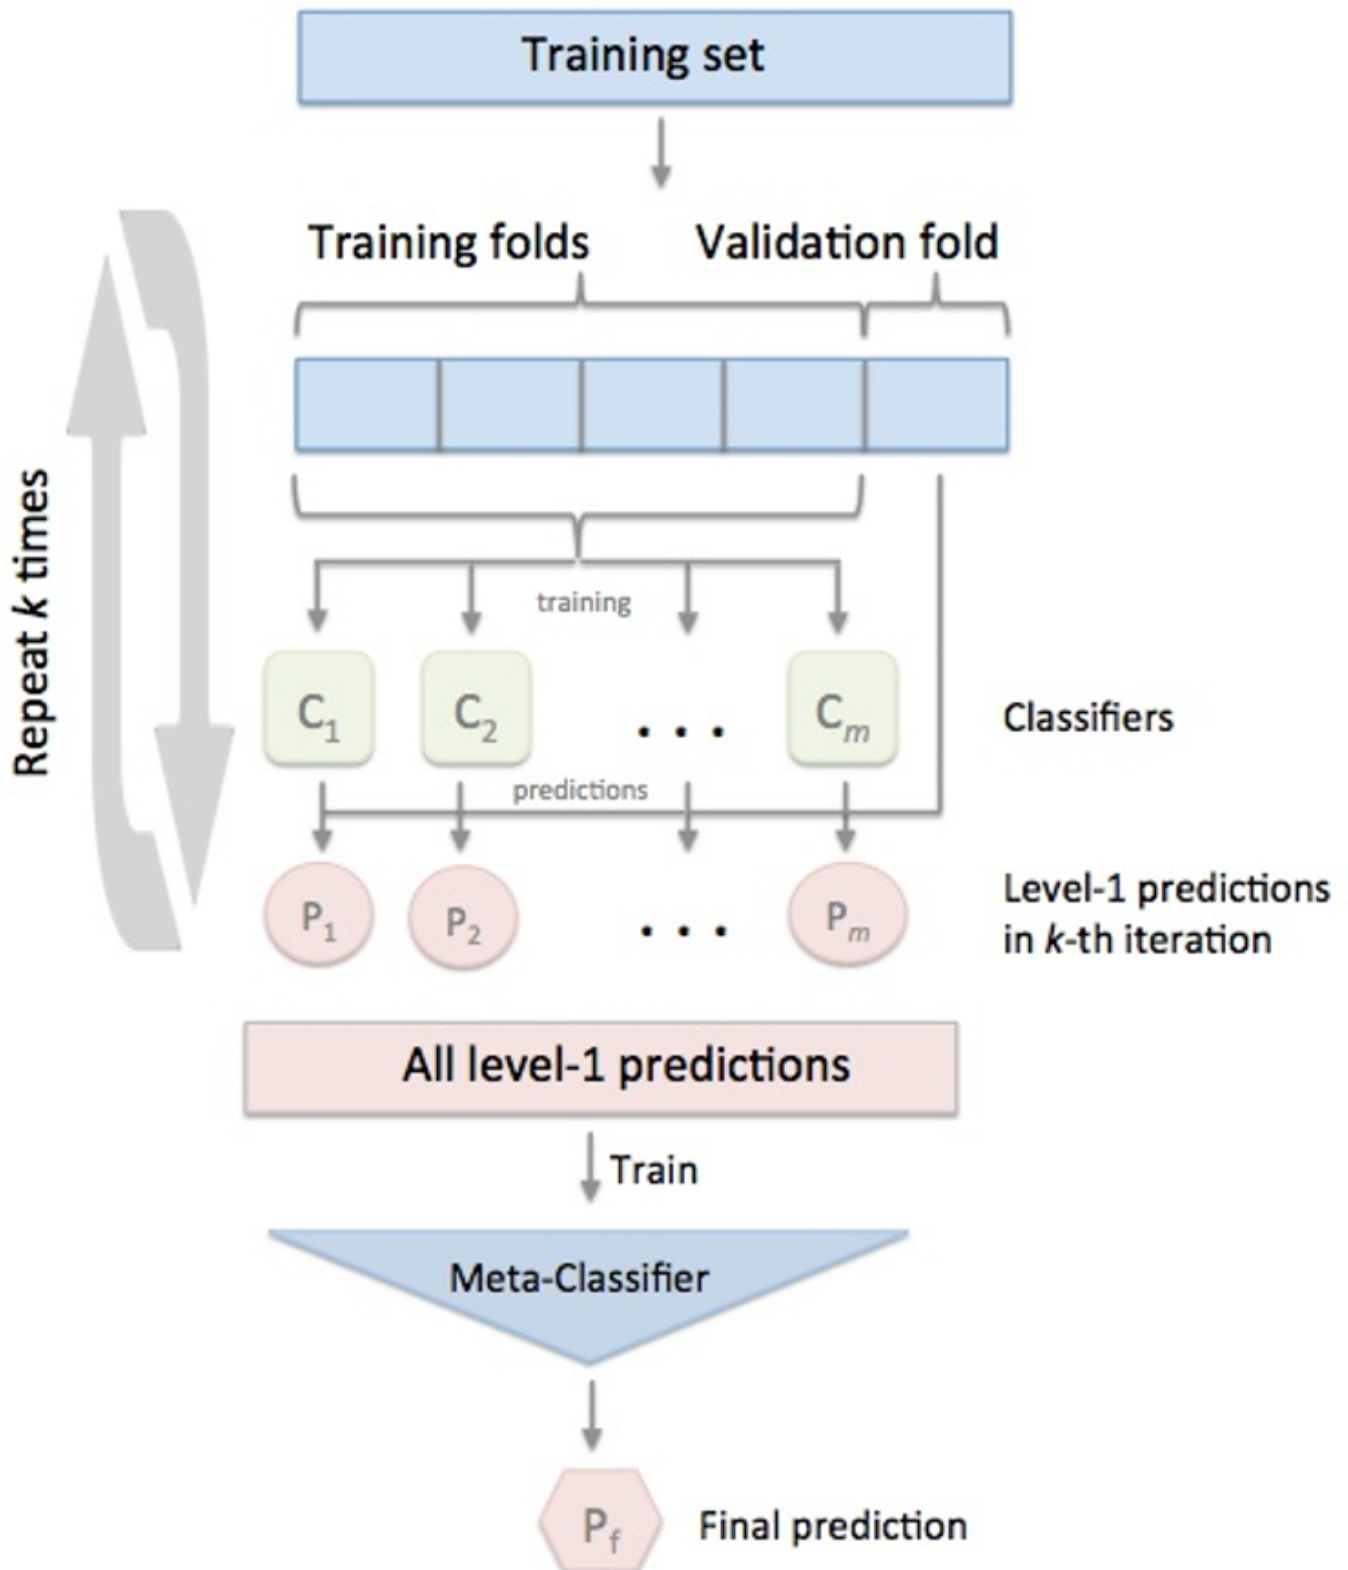 Training set
Training folds
Validation fold
Repeat k times
training
C1
C2
. . .
Cm
Classifiers
predictions
P1
P2
. . .
Pm
Level-1 predictions
in k-th iteration
All level-1 predictions
Train
Meta-Classifier
Pf
Final prediction